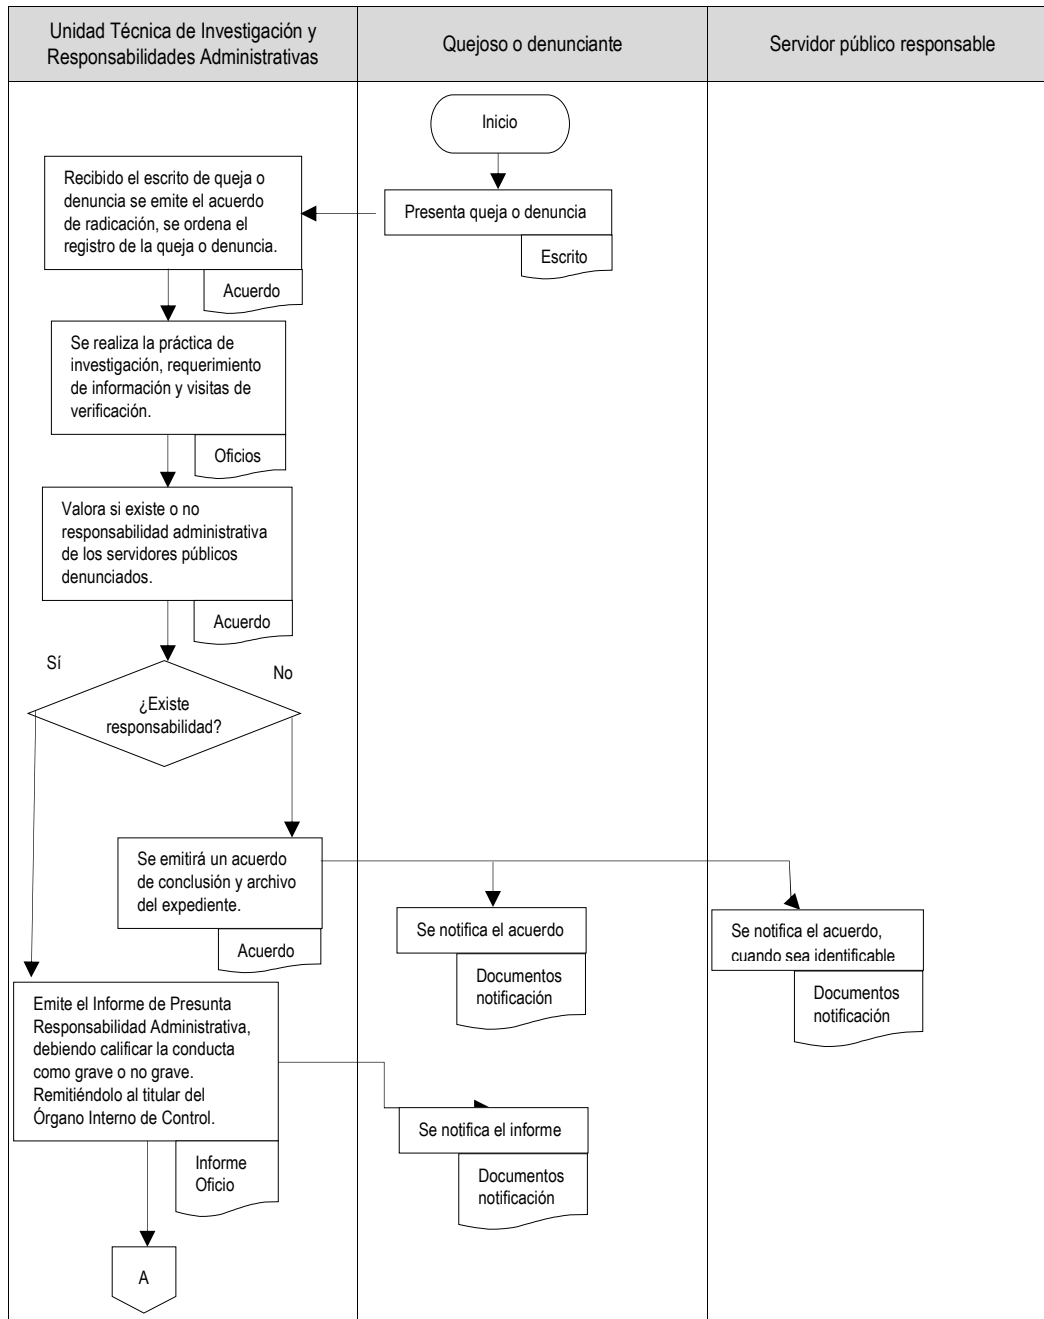 Unidad Técnica de Investigación y
Responsabilidades Administrativas
Quejoso o denunciante
Servidor público responsable
Inicio
Presenta queja o denuncia
Escrito
Recibido el escrito de queja o
denuncia se emite el acuerdo
de radicación, se ordena el
registro de la queja o denuncia.
Acuerdo
Se realiza la práctica de
investigación, requerimiento
de información y visitas de
verificación.
Oficios
Valora si existe o no
responsabilidad administrativa
de los servidores públicos
denunciados.
Acuerdo
Sí
No
¿Existe
responsabilidad?
Se emitirá un acuerdo
de conclusión y archivo
del expediente.
Acuerdo
Se notifica el acuerdo
Documentos
notificación
Se notifica el acuerdo,
cuando sea identificable
Documentos
notificación
Emite el Informe de Presunta
Responsabilidad Administrativa,
debiendo calificar la conducta
como grave o no grave.
Remitiéndolo al titular del
Órgano Interno de Control.
Informe
Oficio
Se notifica el informe
Documentos
notificación
A